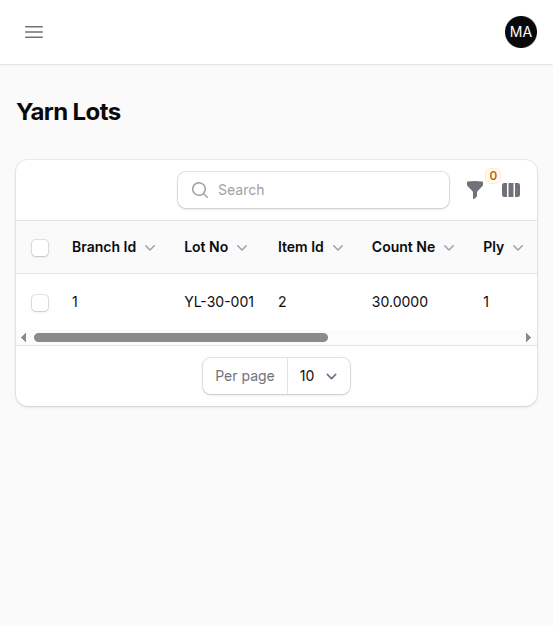 MA
Yarn Lots
Search
0
Branch Id Lot No Item Id Count Ne Ply
1 YL-30-001 2 30.0000 1
Per page 10